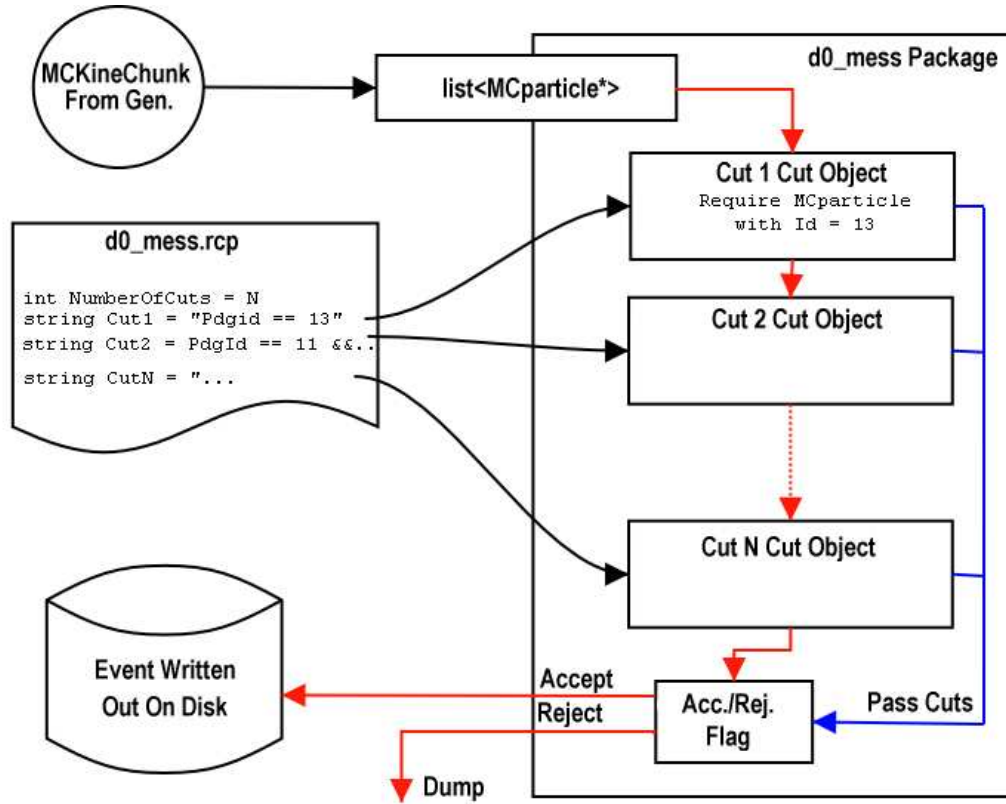 MCKineChunk
From Gen.
list<MCparticle*>
d0_mess Package
Cut 1 Cut Object
Require MCparticle
with Id = 13
d0_mess.rcp
int NumberOfCuts = N
string Cut1 = "Pdgid == 13"
string Cut2 = PdgId == 11 &&..
string CutN = "...
Cut 2 Cut Object
Cut N Cut Object
Event Written
Out On Disk
Accept
Reject
Acc./Rej.
Flag
Pass Cuts
Dump